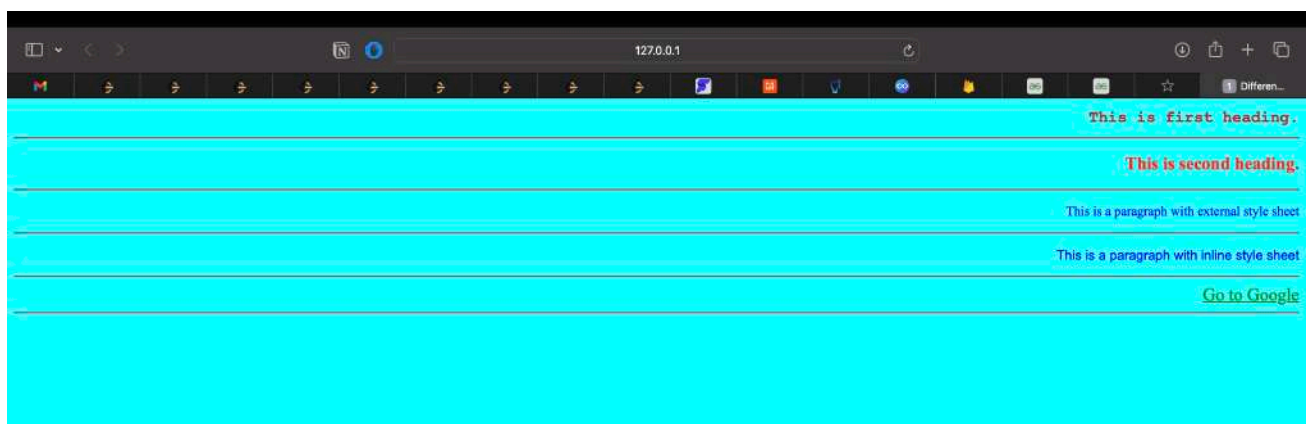 127.0.0.1
1 Differen...
This is first heading.
This is second heading.
This is a paragraph with external style sheet
This is a paragraph with inline style sheet
Go to Google